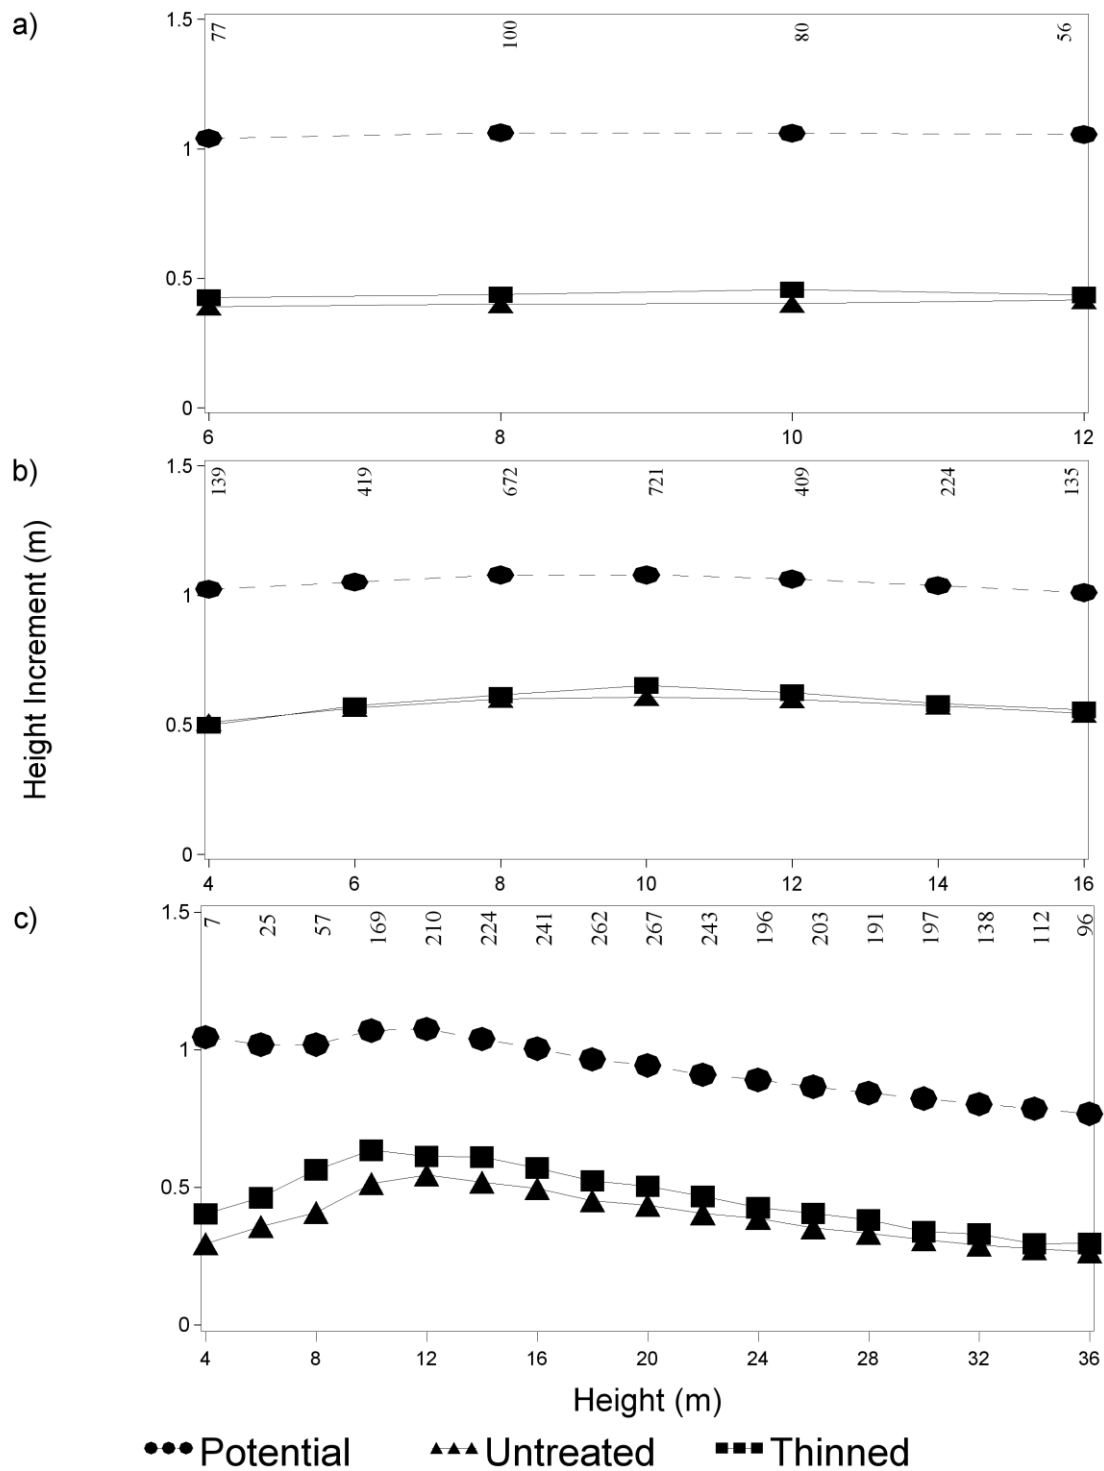 a)
1.5
77 100 80 56
1
0.5
0
6 8 10 12
b)
1.5
139 419 672 721 409 224 135
1
0.5
0
4 6 8 10 12 14 16
Height Increment (m)
c)
1.5
7 25 57 169 210 224 241 262 267 243 196 203 191 197 138 112 96
1
0.5
0
4 8 12 16 20 24 28 32 36
Height (m)
Potential Untreated Thinned